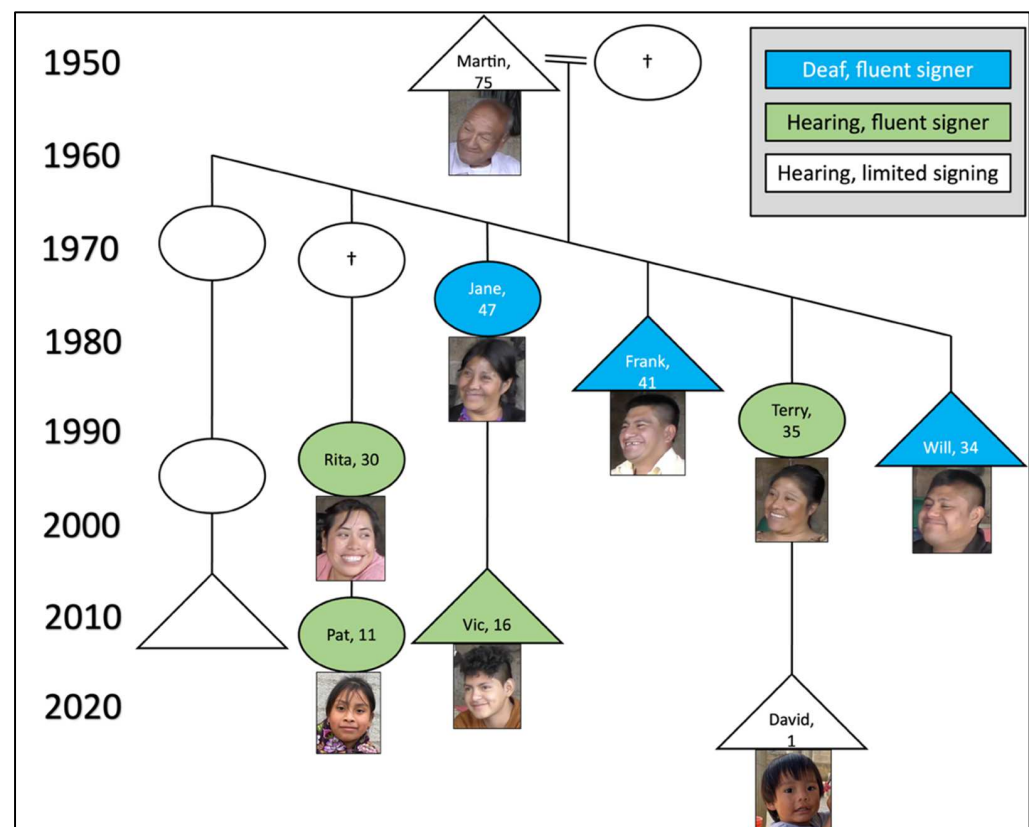 1950
1960
1970
1980
1990
2000
2010
2020
Martin,
75
†
Deaf, fluent signer
Hearing, fluent signer
Hearing, limited signing
†
Jane,
47
Frank,
41
Terry,
35
Will, 34
Rita, 30
Pat, 11
Vic, 16
David,
1